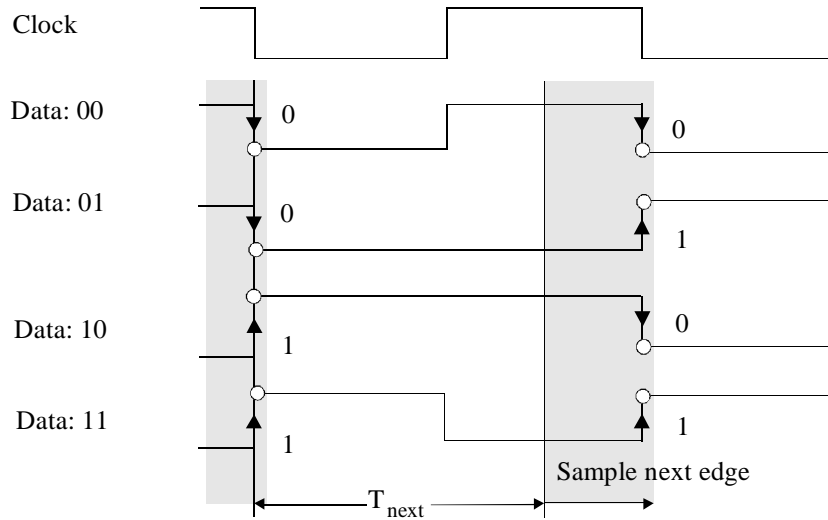 Clock
Data: 00
0
0
Data: 01
0
1
Data: 10
1
0
Data: 11
1
1
Sample next edge
Tnext